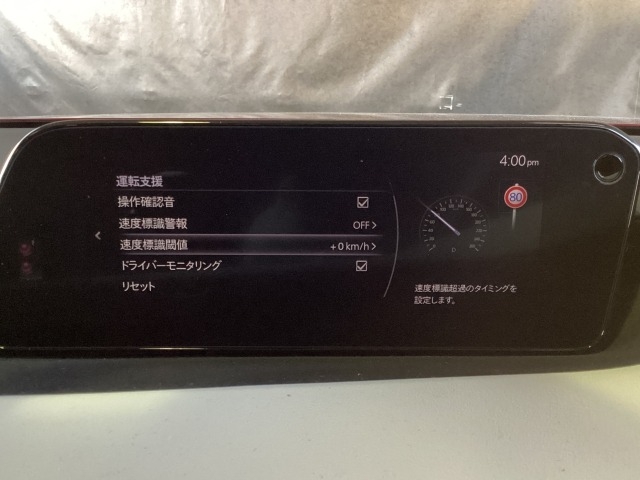 4:00pm
運転支援
操作確認音
速度標識警報 OFF
速度標識閾値 +0 km/h
ドライバーモニタリング
リセット
80
D
速度標識超過のタイミングを
設定します。